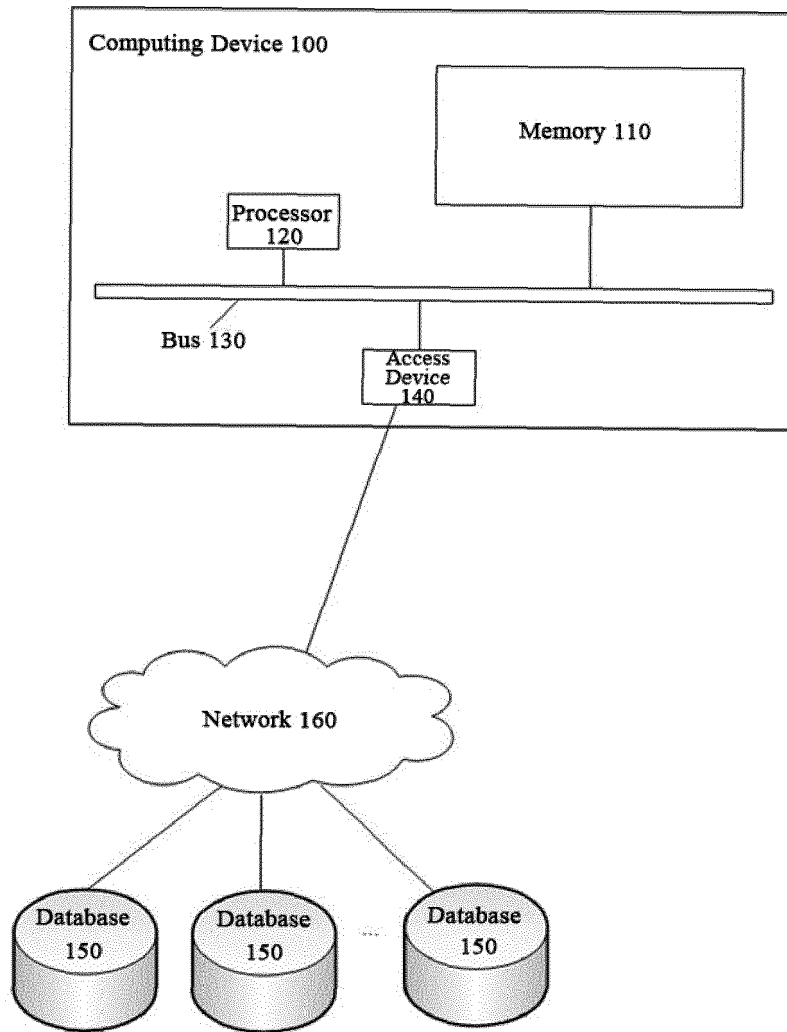 Computing Device 100
Memory 110
Processor
120
Bus 130
Access
Device
140
Network 160
Database
150
Database
150
...
Database
150